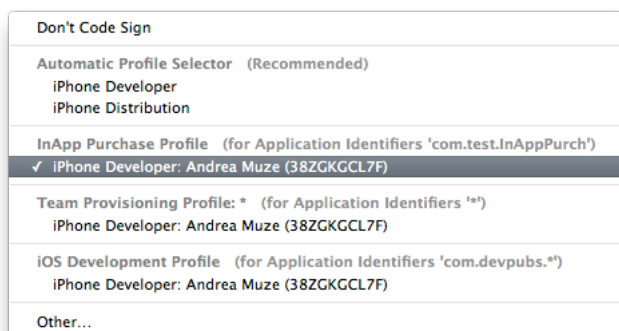 Don't Code Sign
Automatic Profile Selector (Recommended)
iPhone Developer
iPhone Distribution
InApp Purchase Profile (for Application Identifiers 'com.test.InAppPurch')
✓ iPhone Developer: Andrea Muze (38ZGKGCL7F)
Team Provisioning Profile: * (for Application Identifiers '*')
iPhone Developer: Andrea Muze (38ZGKGCL7F)
iOS Development Profile (for Application Identifiers 'com.devpubs.*')
iPhone Developer: Andrea Muze (38ZGKGCL7F)
Other...